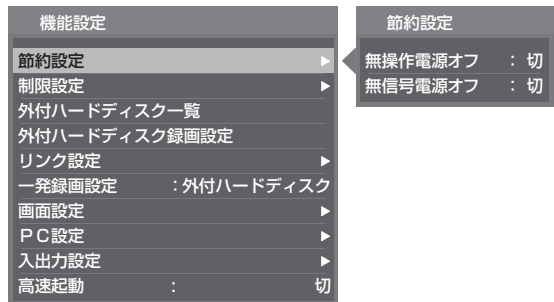 機能設定
節約設定
制限設定
外付ハードディスク一覧
外付ハードディスク録画設定
リンク設定
一発録画設定 :外付ハードディスク
画面設定
PC設定
入出力設定
高速起動 : 切
節約設定
無操作電源オフ : 切
無信号電源オフ : 切